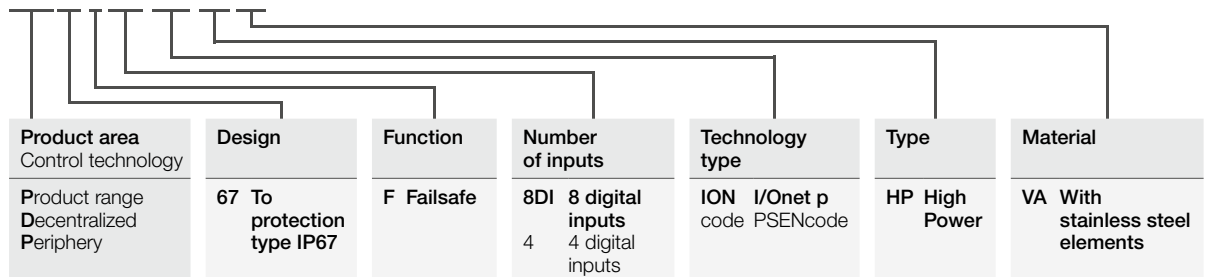 Product area
Control technology
Product range
Decentralized
Periphery
Design
67 To
protection
type IP67
Function
F Failsafe
Number
of inputs
8DI 8 digital
inputs
4 4 digital
inputs
Technology
type
ION I/Onet p
code PSENcode
Type
HP High
Power
Material
VA With
stainless steel
elements